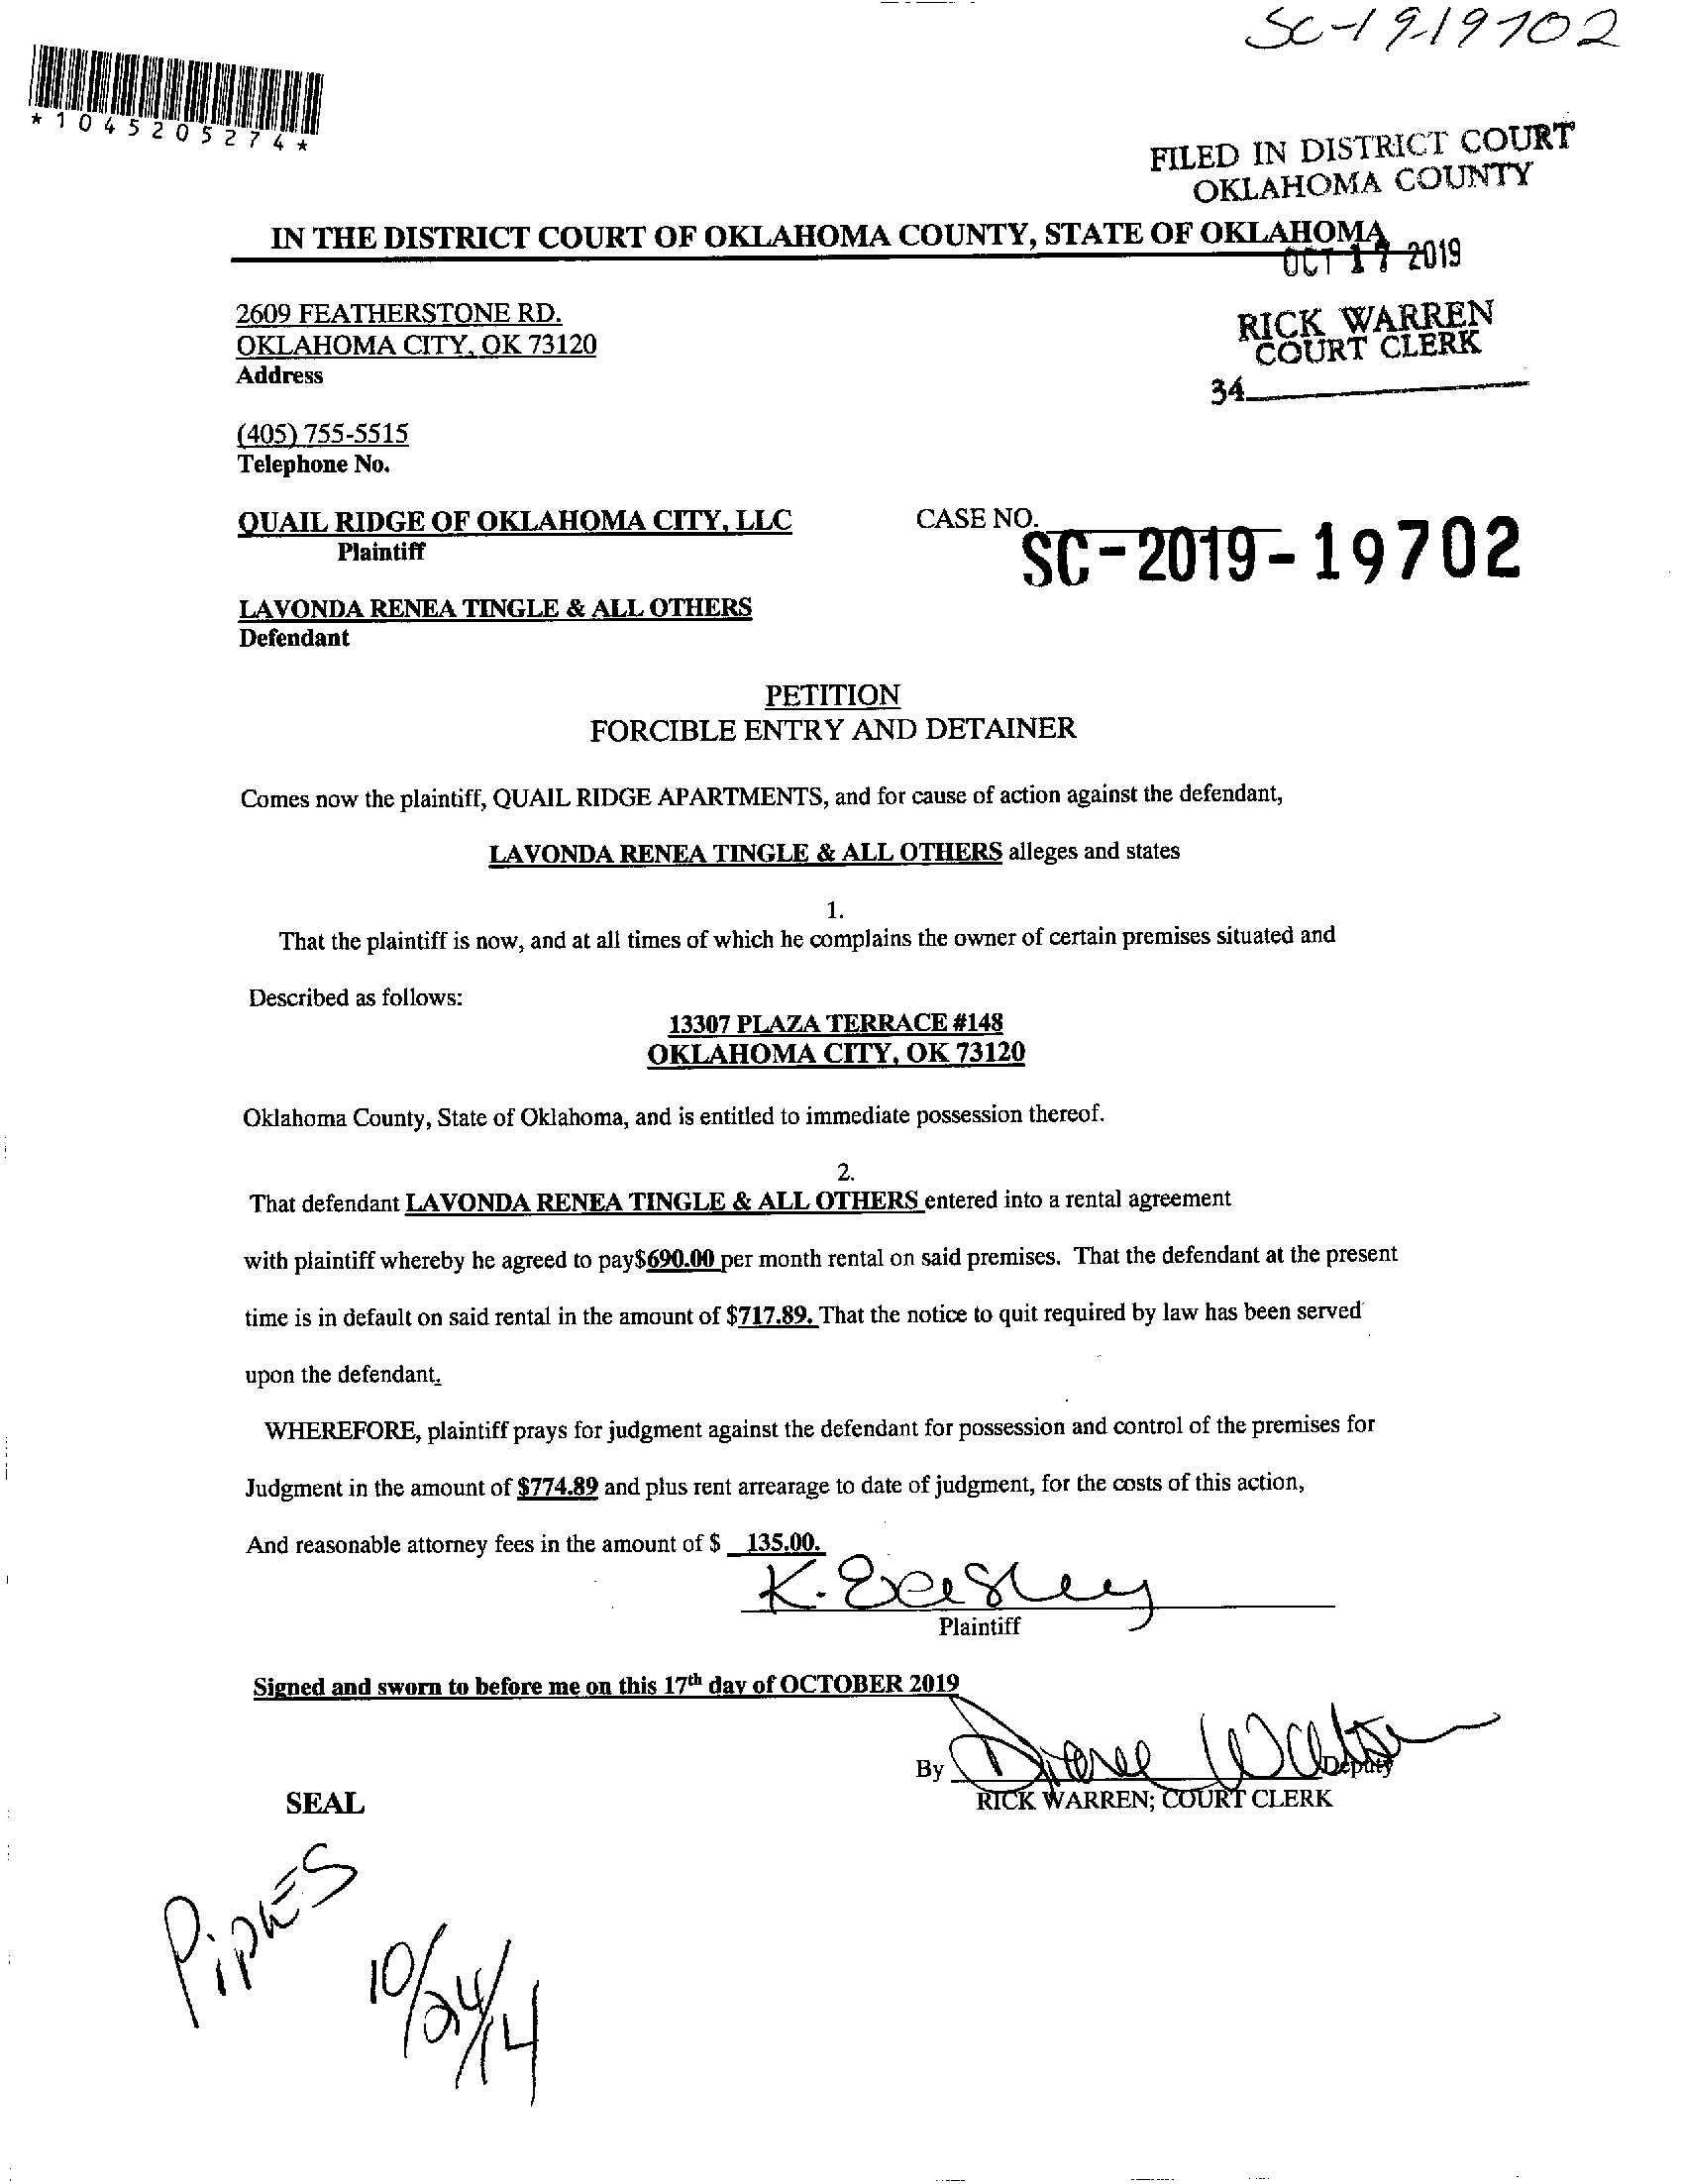 SC-19-19702
*1045205274*
FILED IN DISTRICT COURT
OKLAHOMA COUNTY
IN THE DISTRICT COURT OF OKLAHOMA COUNTY, STATE OF OKLAHOMA
OCT 17 2019
2609 FEATHERSTONE RD.
OKLAHOMA CITY, OK 73120
Address
RICK WARREN
COURT CLERK
34
(405) 755-5515
Telephone No.
QUAIL RIDGE OF OKLAHOMA CITY, LLC
Plaintiff
CASE NO.
SC-2019-19702
LAVONDA RENEA TINGLE & ALL OTHERS
Defendant
PETITION
FORCIBLE ENTRY AND DETAINER
Comes now the plaintiff, QUAIL RIDGE APARTMENTS, and for cause of action against the defendant,
LAVONDA RENEA TINGLE & ALL OTHERS alleges and states
1.
That the plaintiff is now, and at all times of which he complains the owner of certain premises situated and
Described as follows:
13307 PLAZA TERRACE #148
OKLAHOMA CITY, OK 73120
Oklahoma County, State of Oklahoma, and is entitled to immediate possession thereof.
2.
That defendant LAVONDA RENEA TINGLE & ALL OTHERS entered into a rental agreement
with plaintiff whereby he agreed to pay$690.00 per month rental on said premises. That the defendant at the present
time is in default on said rental in the amount of $717.89. That the notice to quit required by law has been served
upon the defendant.
WHEREFORE, plaintiff prays for judgment against the defendant for possession and control of the premises for
Judgment in the amount of $774.89 and plus rent arrearage to date of judgment, for the costs of this action,
And reasonable attorney fees in the amount of $ 135.00.
K.
Plaintiff
Signed and sworn to before me on this 17th day of OCTOBER 2019
By
Deputy
RICK WARREN; COURT CLERK
SEAL
Pipkes
10/24/14